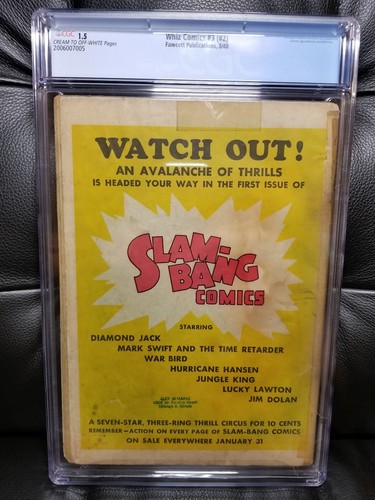 CGC 1.5
CREAM TO OFF-WHITE Pages
2006007005
Whiz Comics #3 [#2]
Fawcett Publications, 3/40
WATCH OUT!
AN AVALANCHE OF THRILLS
IS HEADED YOUR WAY IN THE FIRST ISSUE OF
SLAM-
BANG
COMICS
STARRING
DIAMOND JACK
MARK SWIFT AND THE TIME RETARDER
WAR BIRD
HURRICANE HANSEN
JUNGLE KING
LUCKY LAWTON
JIM DOLAN
A SEVEN-STAR, THREE-RING THRILL CIRCUS FOR 10 CENTS
REMEMBER—ACTION ON EVERY PAGE OF SLAM-BANG COMICS
ON SALE EVERYWHERE JANUARY 31